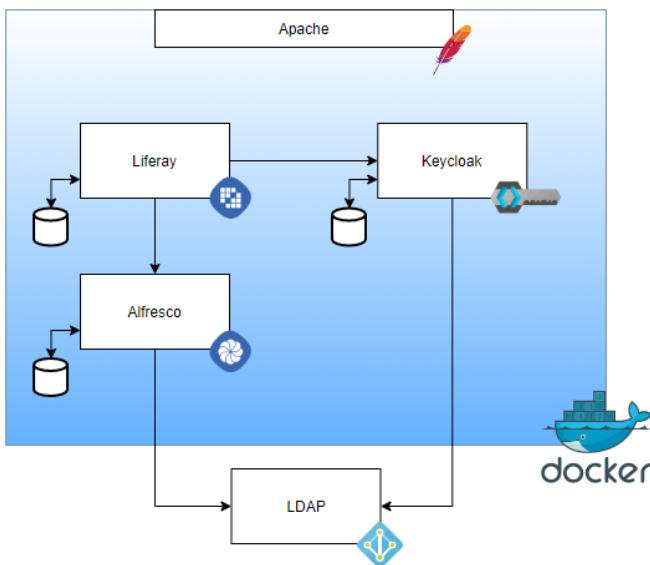 Apache
Liferay
Keycloak
Alfresco
docker
LDAP